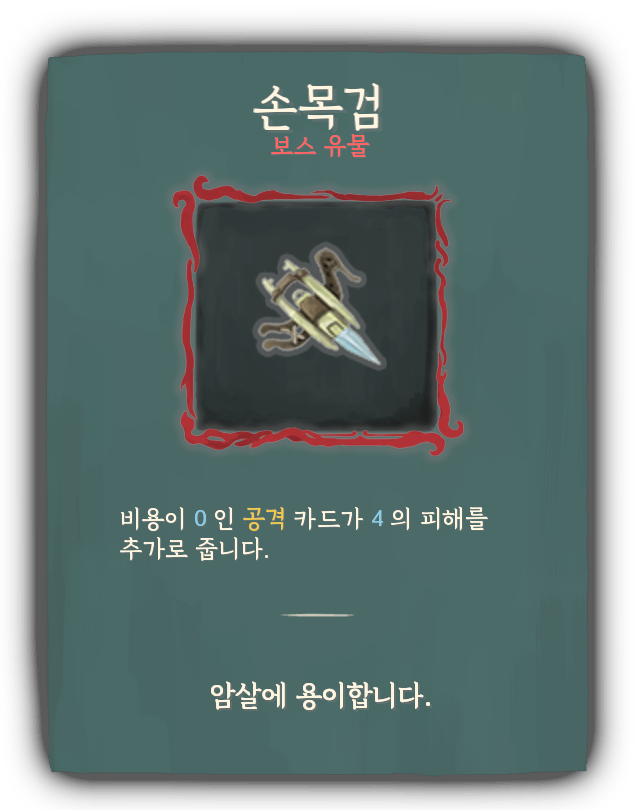 손목검
보스 유물
비용이 0 인 공격 카드가 4 의 피해를
추가로 줍니다.
암살에 용이합니다.